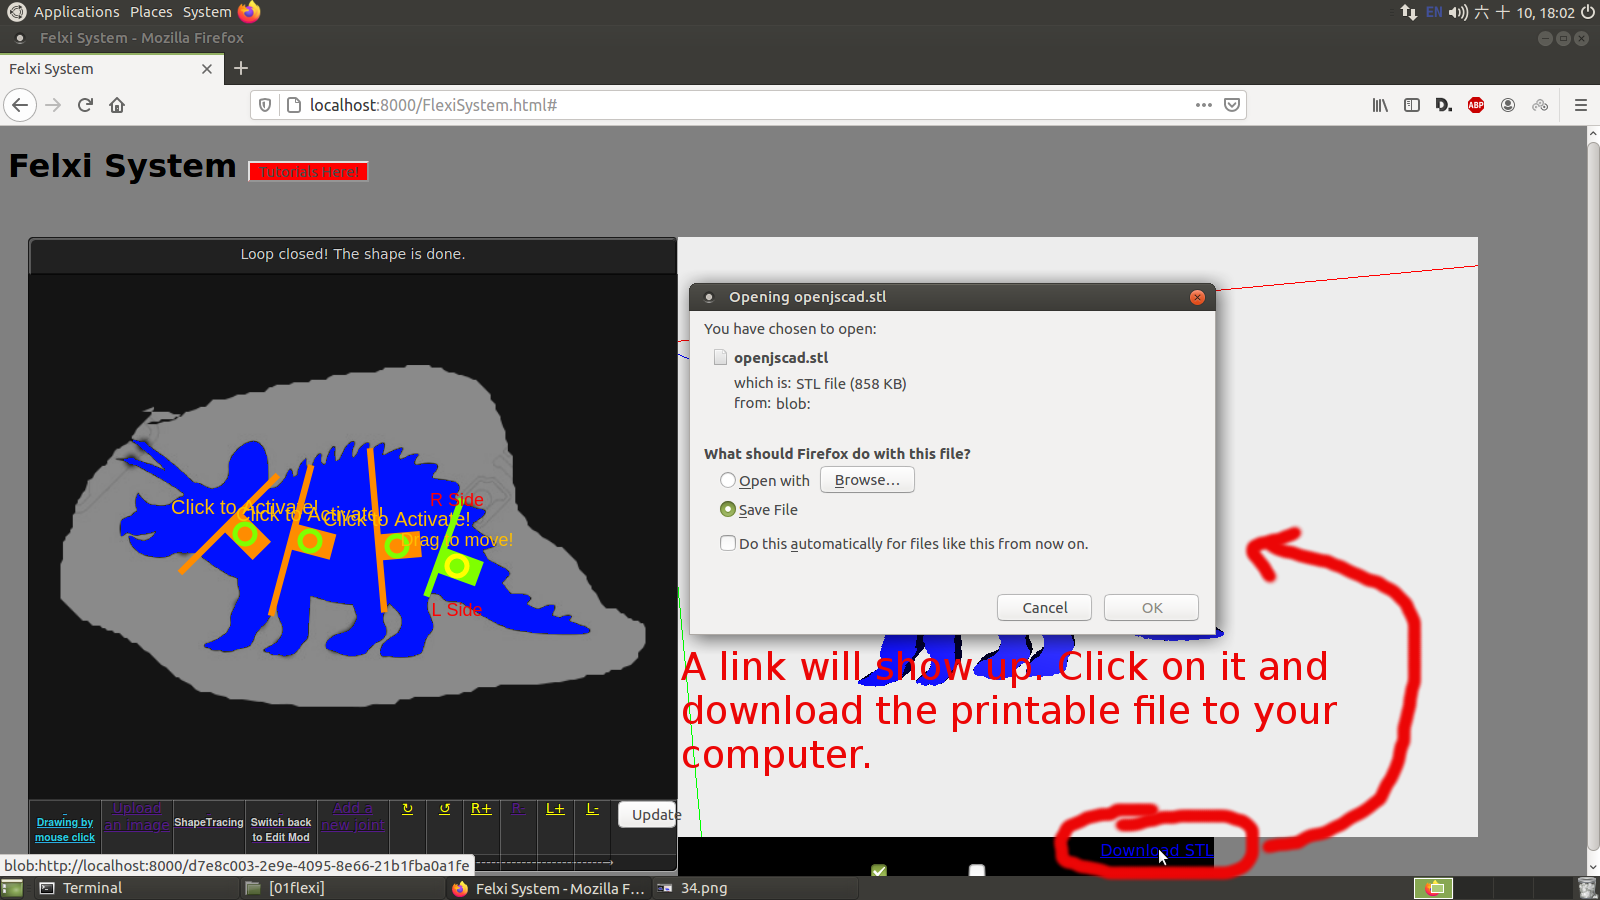 Applications Places System
EN 六 十 10, 18:02
Felxi System - Mozilla Firefox
Felxi System
localhost:8000/FlexiSystem.html#
D. ABP
Felxi System Tutorials Here!
Loop closed! The shape is done.
Click to Activate!
Click to Activate!
Click to Activate!
Drag to move!
R Side
L Side
Opening openjscad.stl
You have chosen to open:
openjscad.stl
which is: STL file (858 KB)
from: blob:
What should Firefox do with this file?
Open with Browse...
Save File
Do this automatically for files like this from now on.
Cancel OK
A link will show up. Click on it and
download the printable file to your
computer.
Drawing by
mouse click
Upload
an image
ShapeTracing
Switch back
to Edit Mod
Add a
new joint
↻ ↺ R+ R- L+ L- Update
Download STL
blob:http://localhost:8000/d7e8c003-2e9e-4095-8e66-21b1fba0a1fe
Terminal [01flexi] Felxi System - Mozilla F... 34.png